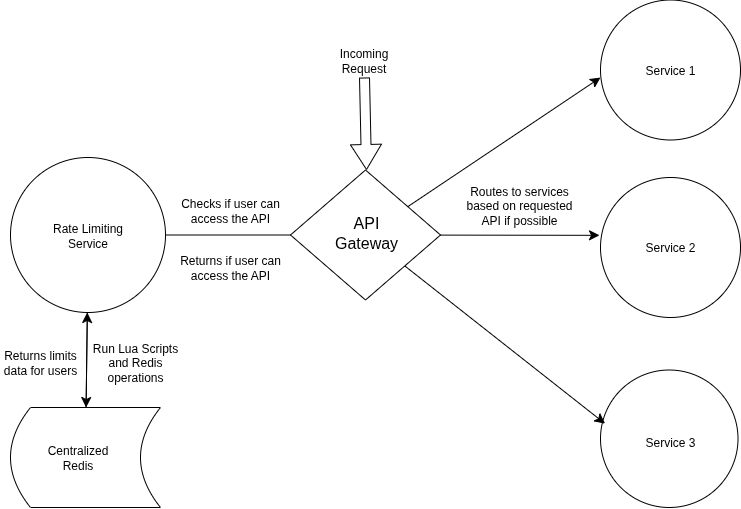 Incoming
Request
Service 1
Checks if user can
access the API
Routes to services
based on requested
API if possible
Rate Limiting
Service
API
Gateway
Service 2
Returns if user can
access the API
Returns limits
data for users
Run Lua Scripts
and Redis
operations
Centralized
Redis
Service 3